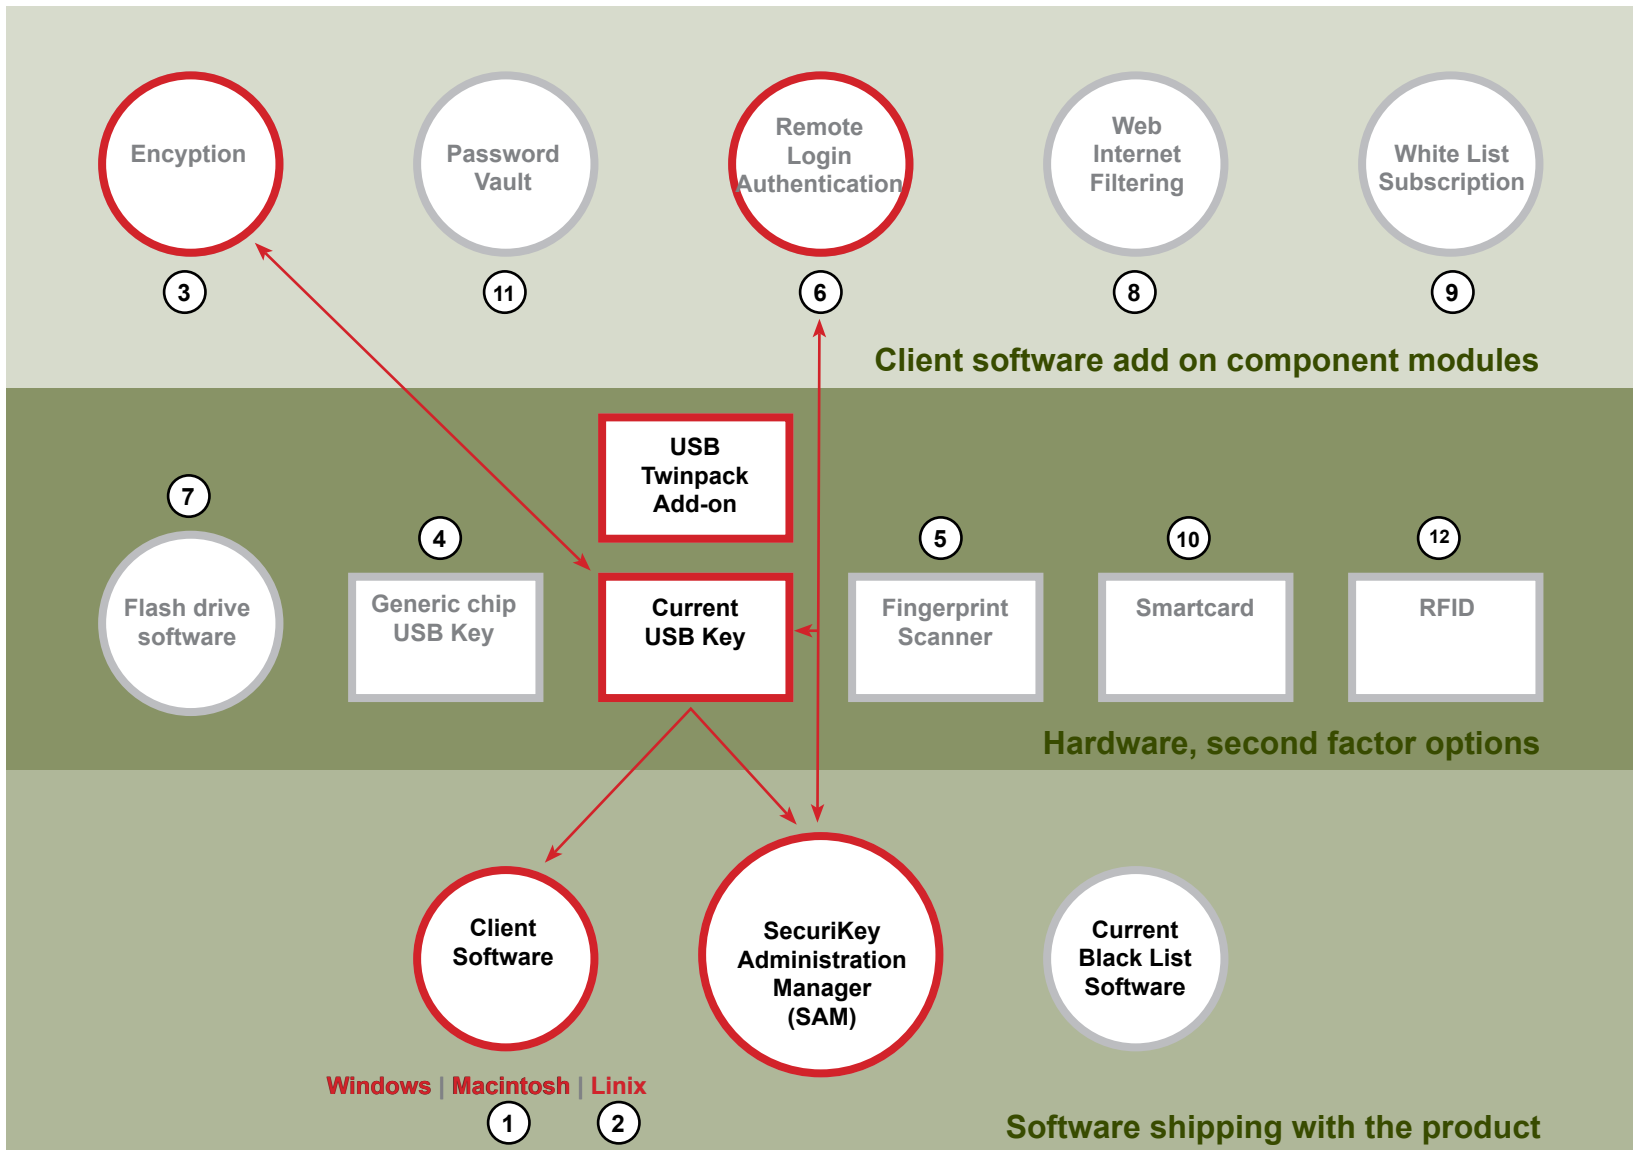 Encyption
Password
Vault
Remote
Login
Authentication
Web
Internet
Filtering
White List
Subscription
3
11
6
8
9
Client software add on component modules
USB
Twinpack
Add-on
7
4
5
10
12
Flash drive
software
Generic chip
USB Key
Current
USB Key
Fingerprint
Scanner
Smartcard
RFID
Hardware, second factor options
Client
Software
SecuriKey
Administration
Manager
(SAM)
Current
Black List
Software
Windows | Macintosh | Linix
1
2
Software shipping with the product